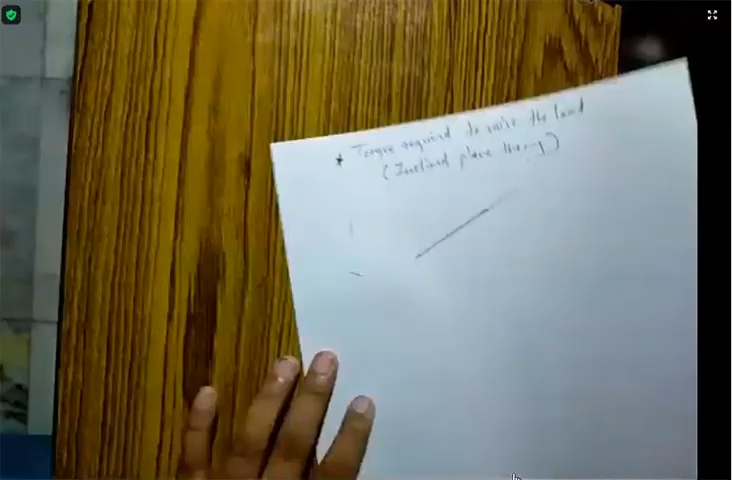 * Torque required to raise the load
(Inclined plane theory)